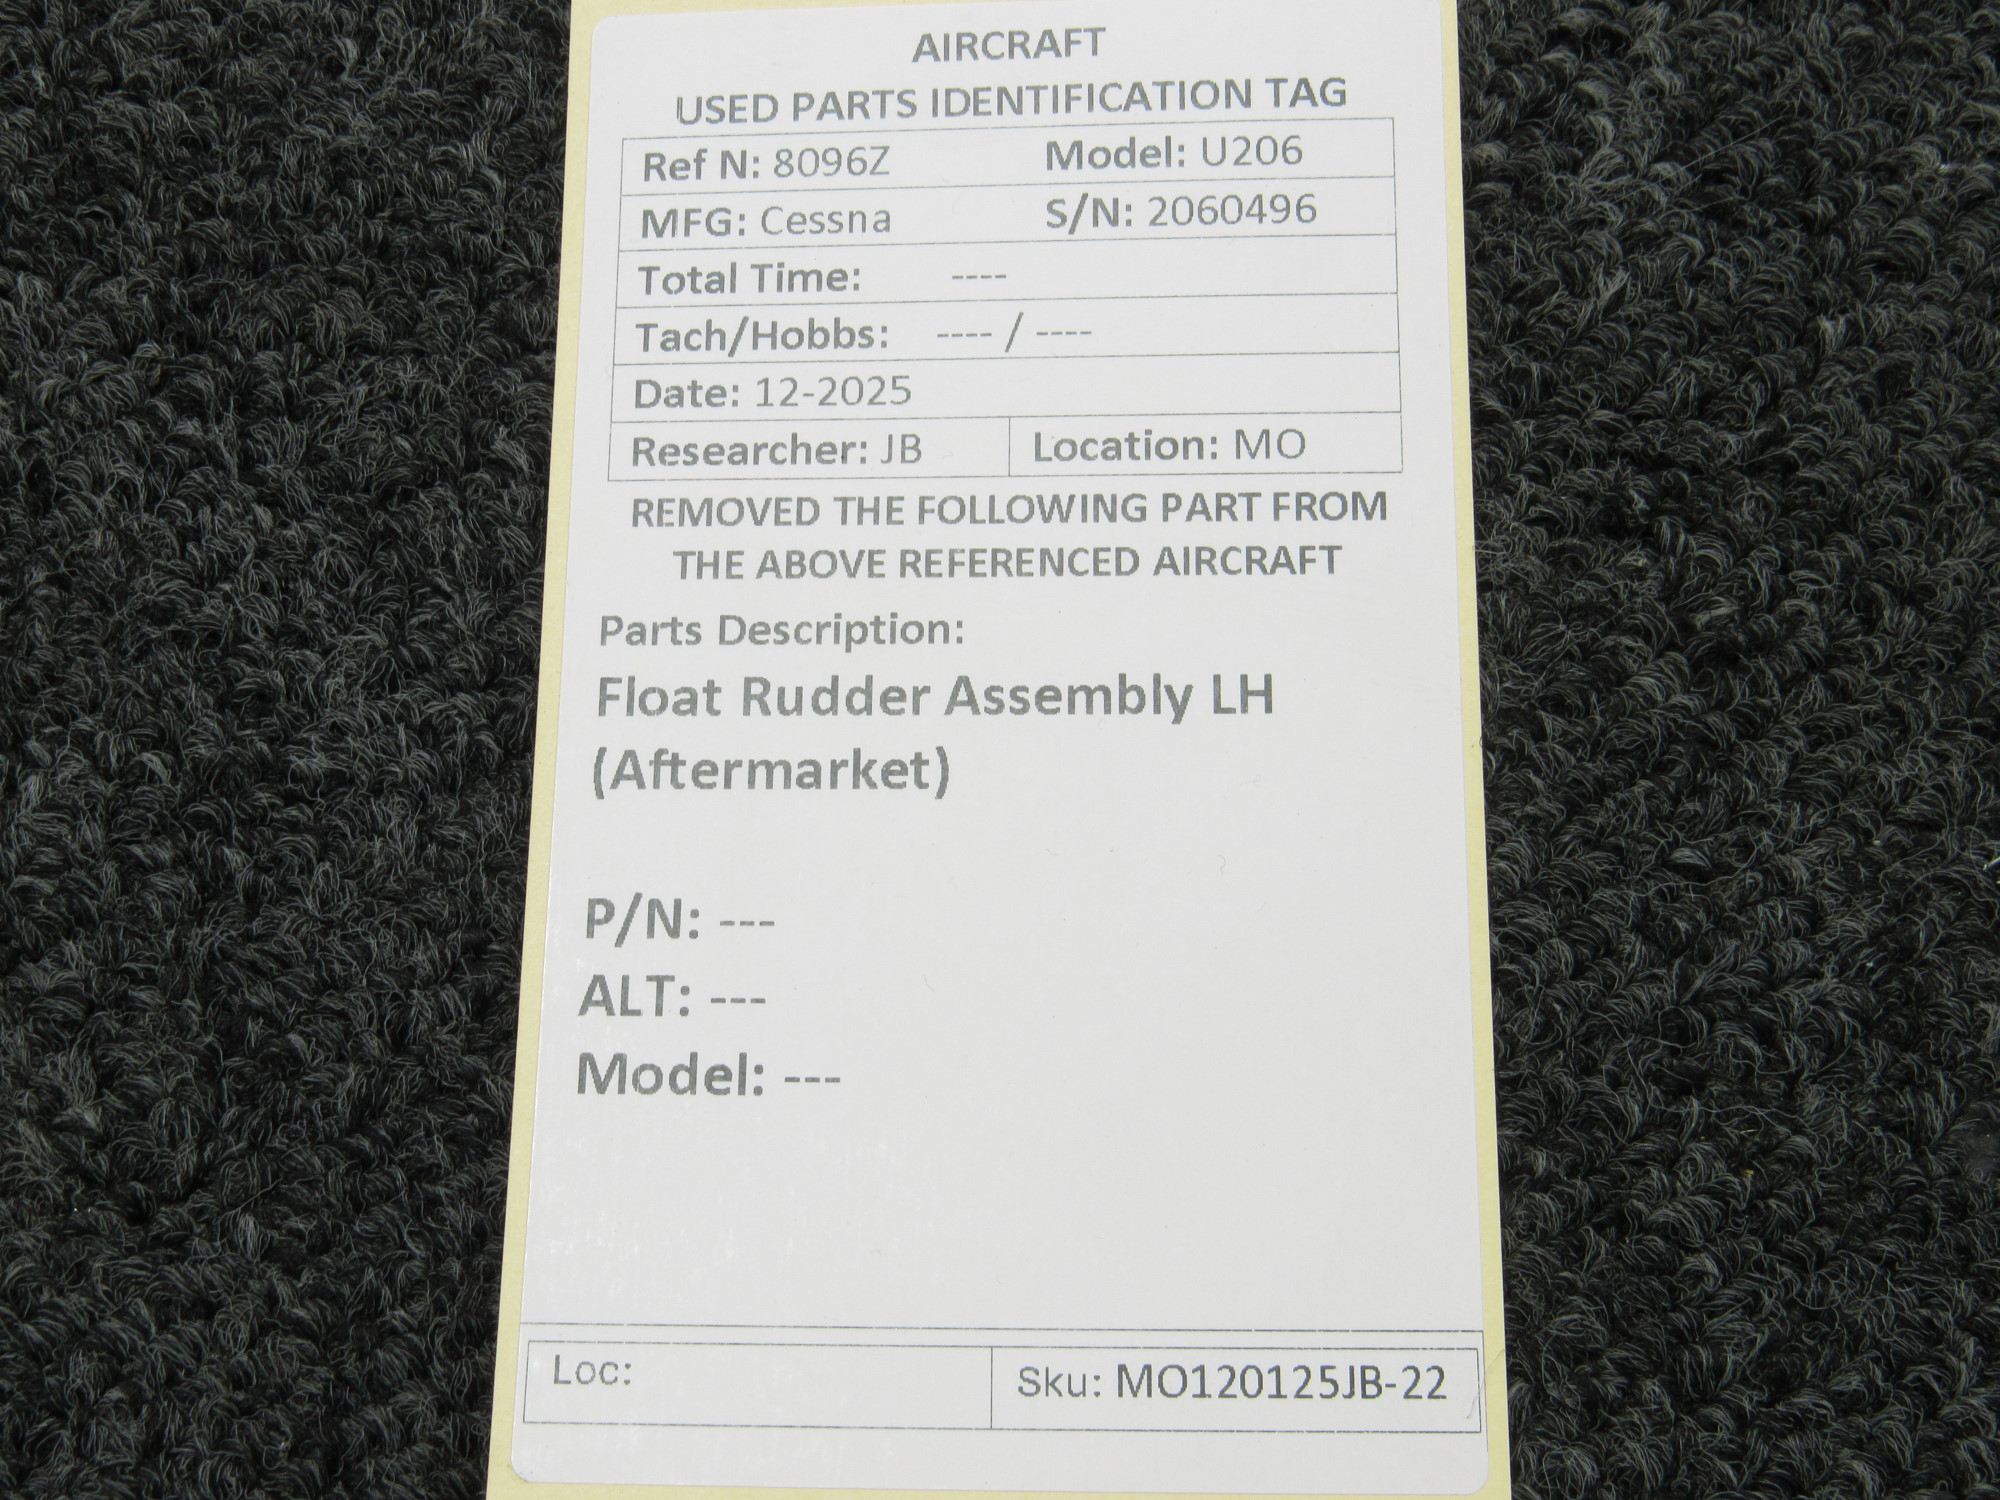 AIRCRAFT
USED PARTS IDENTIFICATION TAG
Ref N: 8096Z Model: U206
MFG: Cessna S/N: 2060496
Total Time: ----
Tach/Hobbs: ---- / ----
Date: 12-2025
Researcher: JB Location: MO
REMOVED THE FOLLOWING PART FROM
THE ABOVE REFERENCED AIRCRAFT
Parts Description:
Float Rudder Assembly LH
(Aftermarket)
P/N: ---
ALT: ---
Model: ---
Loc: Sku: MO120125JB-22